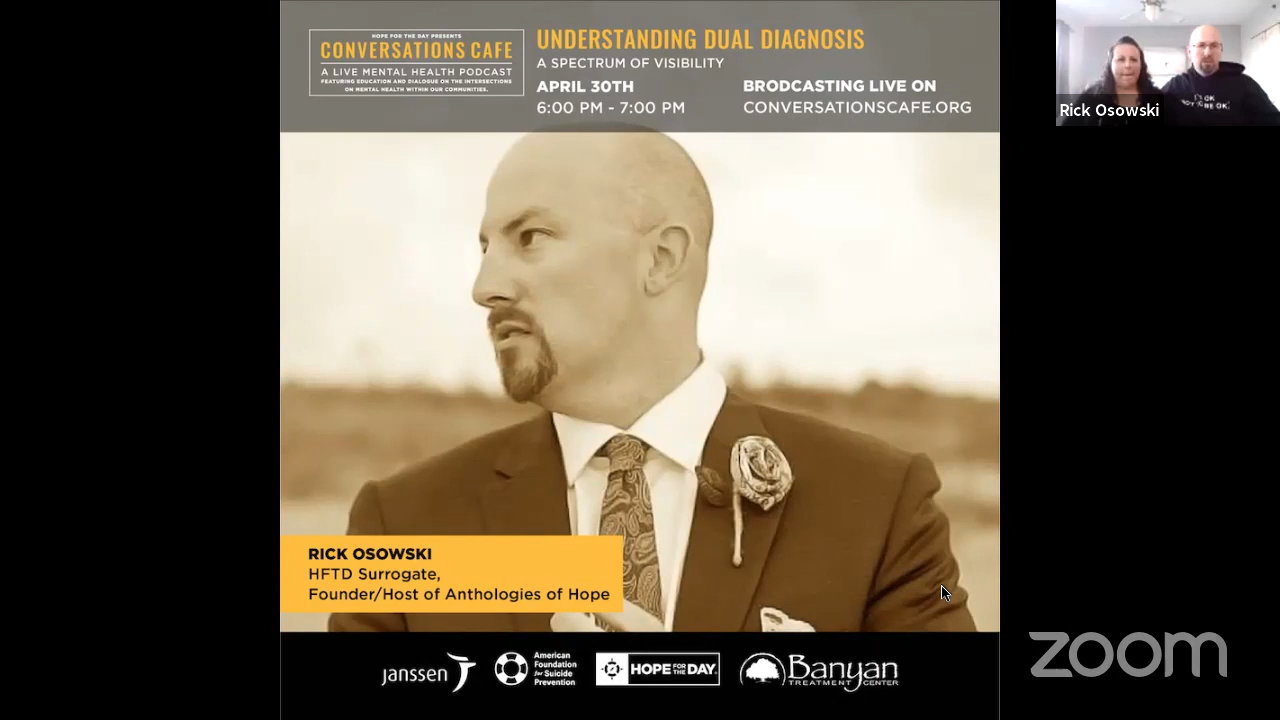 HOPE FOR THE DAY PRESENTS
CONVERSATIONS CAFE
A LIVE MENTAL HEALTH PODCAST
FEATURING EDUCATION AND DIALOGUE ON THE INTERSECTIONS
ON MENTAL HEALTH WITHIN OUR COMMUNITIES.
UNDERSTANDING DUAL DIAGNOSIS
A SPECTRUM OF VISIBILITY
APRIL 30TH
6:00 PM - 7:00 PM
BRODCASTING LIVE ON
CONVERSATIONSCAFE.ORG
OK
Rick Osowski
RICK OSOWSKI
HFTD Surrogate,
Founder/Host of Anthologies of Hope
janssen
American
Foundation
for Suicide
Prevention
HOPE FOR THE DAY
Banyan
TREATMENT CENTER
zoom